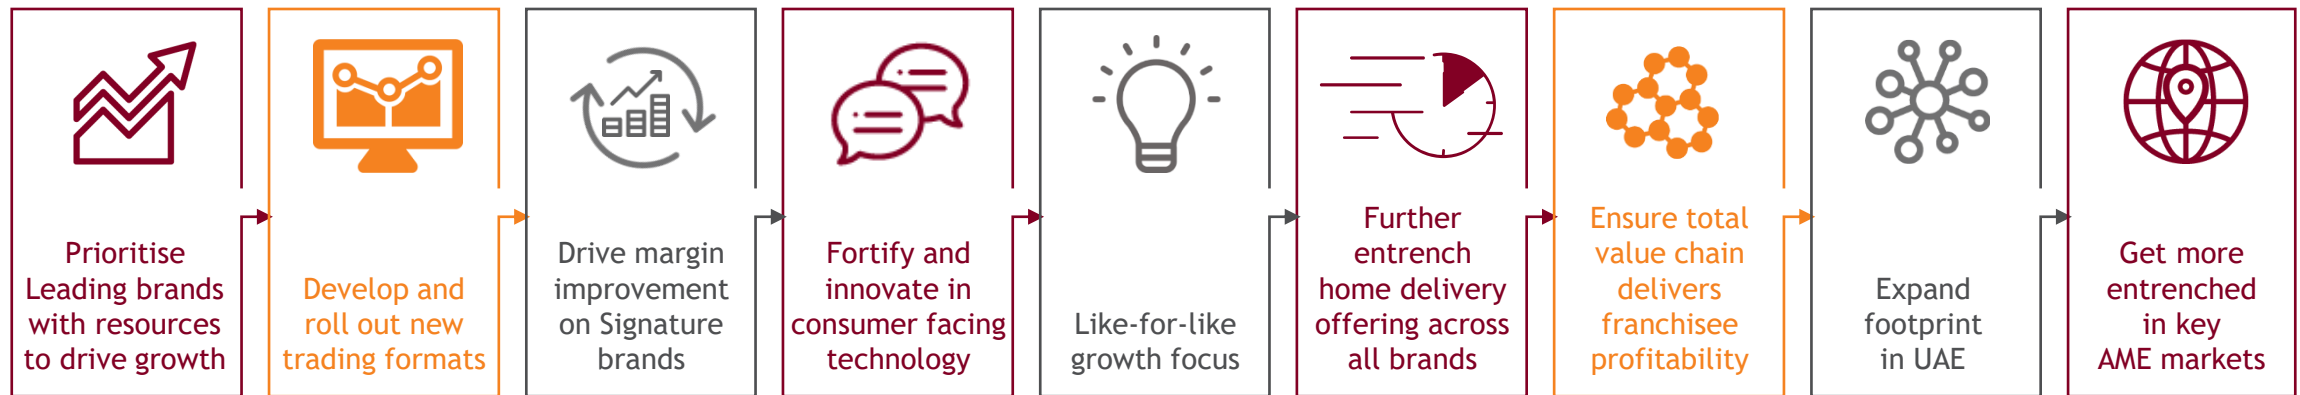 Prioritise
Leading brands
with resources
to drive growth
Develop and
roll out new
trading formats
Drive margin
improvement
on Signature
brands
Fortify and
innovate in
consumer facing
technology
Like-for-like
growth focus
Further
entrench
home delivery
offering across
all brands
Ensure total
value chain
delivers
franchisee
profitability
Expand
footprint
in UAE
Get more
entrenched
in key
AME markets